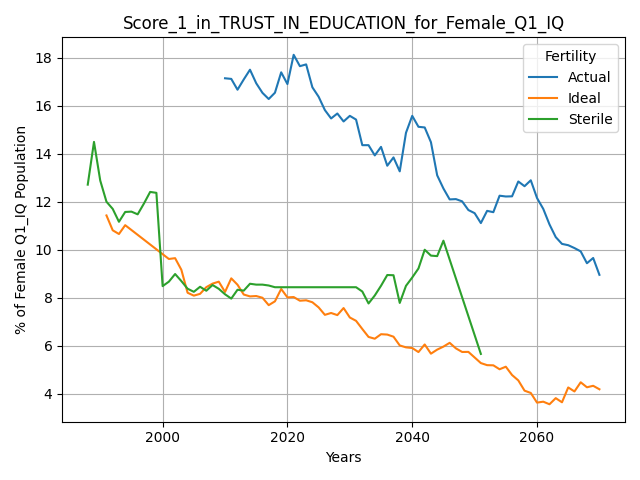 Score_1_in_TRUST_IN_EDUCATION_for_Female_Q1_IQ
Fertility
Actual
Ideal
Sterile
% of Female Q1_IQ Population
18
16
14
12
10
8
6
4
2000 2020 2040 2060
Years